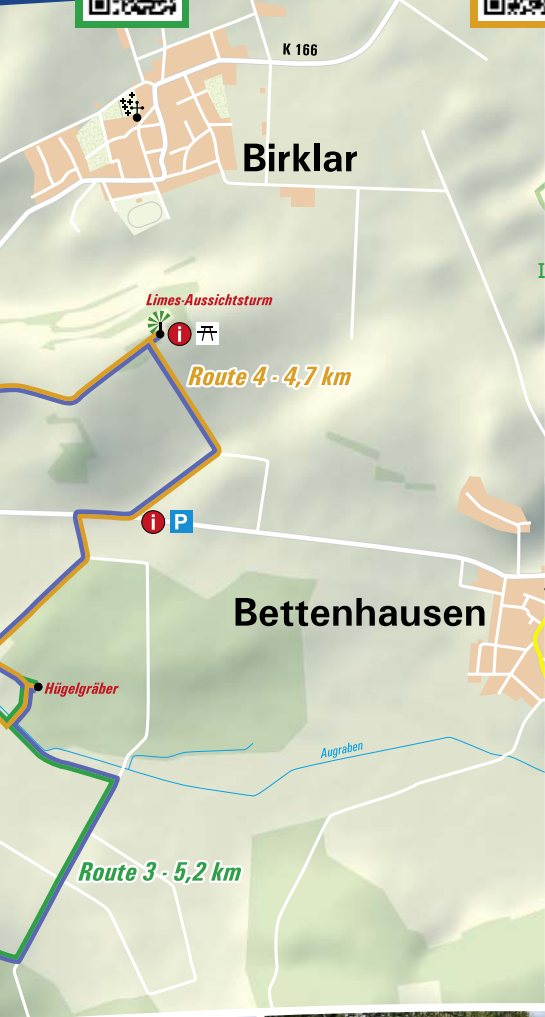 K 166
Birklar
Limes-Aussichtsturm
i
Route 4 - 4,7 km
i P
Bettenhausen
Hügelgräber
Augraben
Route 3 - 5,2 km